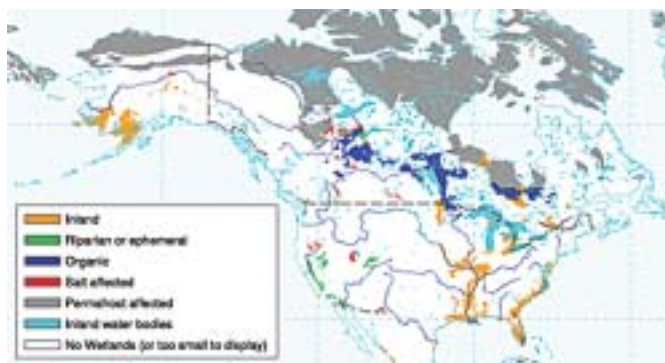 Inland
Riparian or ephemeral
Organic
Salt affected
Permafrost affected
Inland water bodies
No Wetlands (or too small to display)